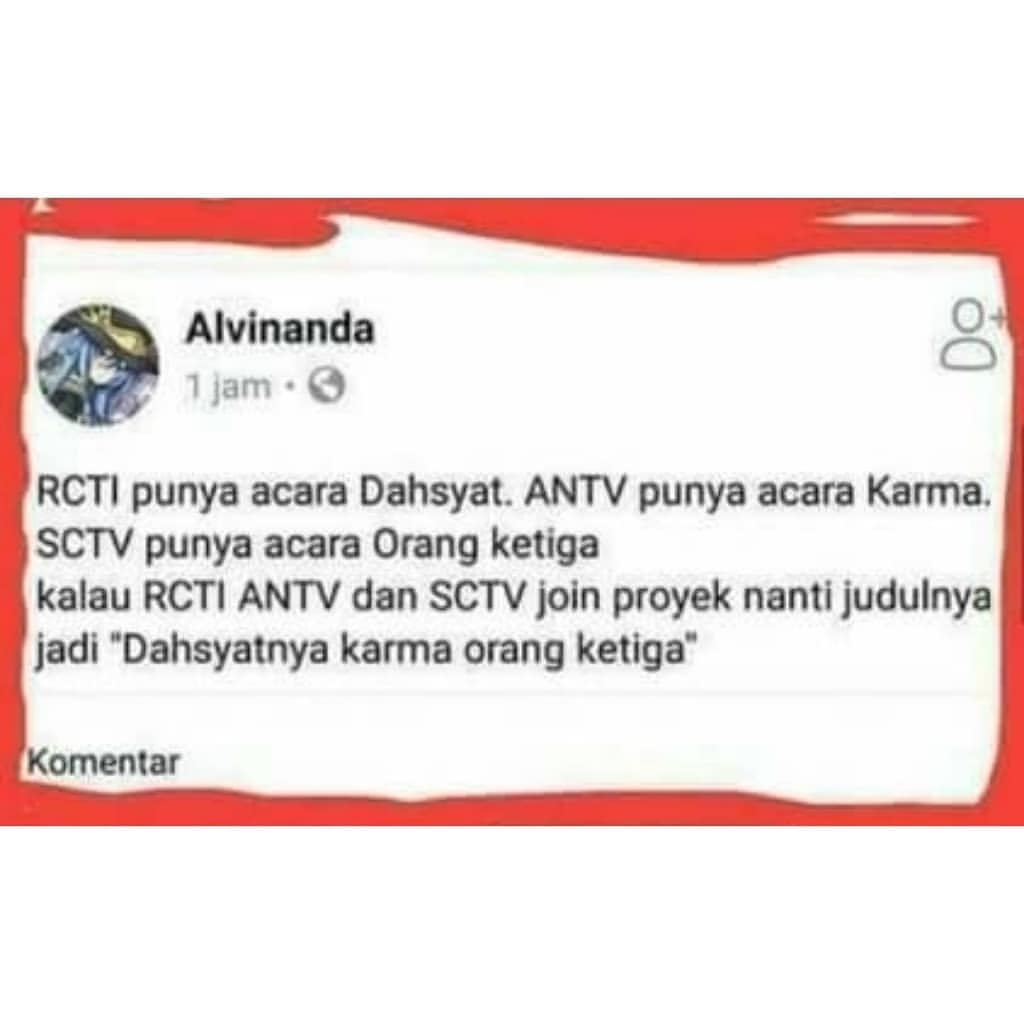 Alvinanda
1 jam •
RCTI punya acara Dahsyat. ANTV punya acara Karma.
SCTV punya acara Orang ketiga
kalau RCTI ANTV dan SCTV join proyek nanti judulnya
jadi "Dahsyatnya karma orang ketiga"
Komentar